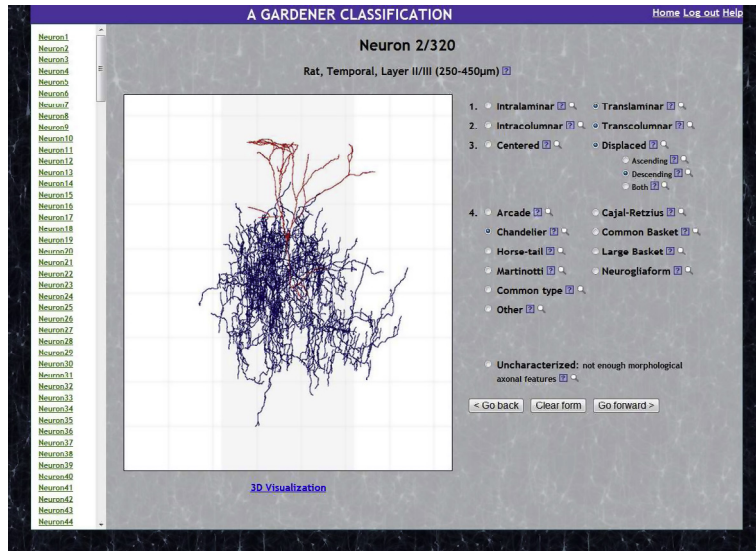 A GARDENER CLASSIFICATION
Home Log out Help
Neuron1
Neuron2
Neuron3
Neuron4
Neuron5
Neuron6
Neuron7
Neuron8
Neuron9
Neuron10
Neuron11
Neuron12
Neuron13
Neuron14
Neuron15
Neuron16
Neuron17
Neuron18
Neuron19
Neuron20
Neuron21
Neuron22
Neuron23
Neuron24
Neuron25
Neuron26
Neuron27
Neuron28
Neuron29
Neuron30
Neuron31
Neuron32
Neuron33
Neuron34
Neuron35
Neuron36
Neuron37
Neuron38
Neuron39
Neuron40
Neuron41
Neuron42
Neuron43
Neuron44
Neuron 2/320
Rat, Temporal, Layer II/III (250-450μm) ?
3D Visualization
1. Intralaminar ? Translaminar ?
2. Intracolumnar ? Transcolumnar ?
3. Centered ? Displaced ?
Ascending ?
Descending ?
Both ?
4. Arcade ? Cajal-Retzius ?
Chandelier ? Common Basket ?
Horse-tail ? Large Basket ?
Martinotti ? Neurogliaform ?
Common type ?
Other ?
Uncharacterized: not enough morphological
axonal features ?
< Go back Clear form Go forward >